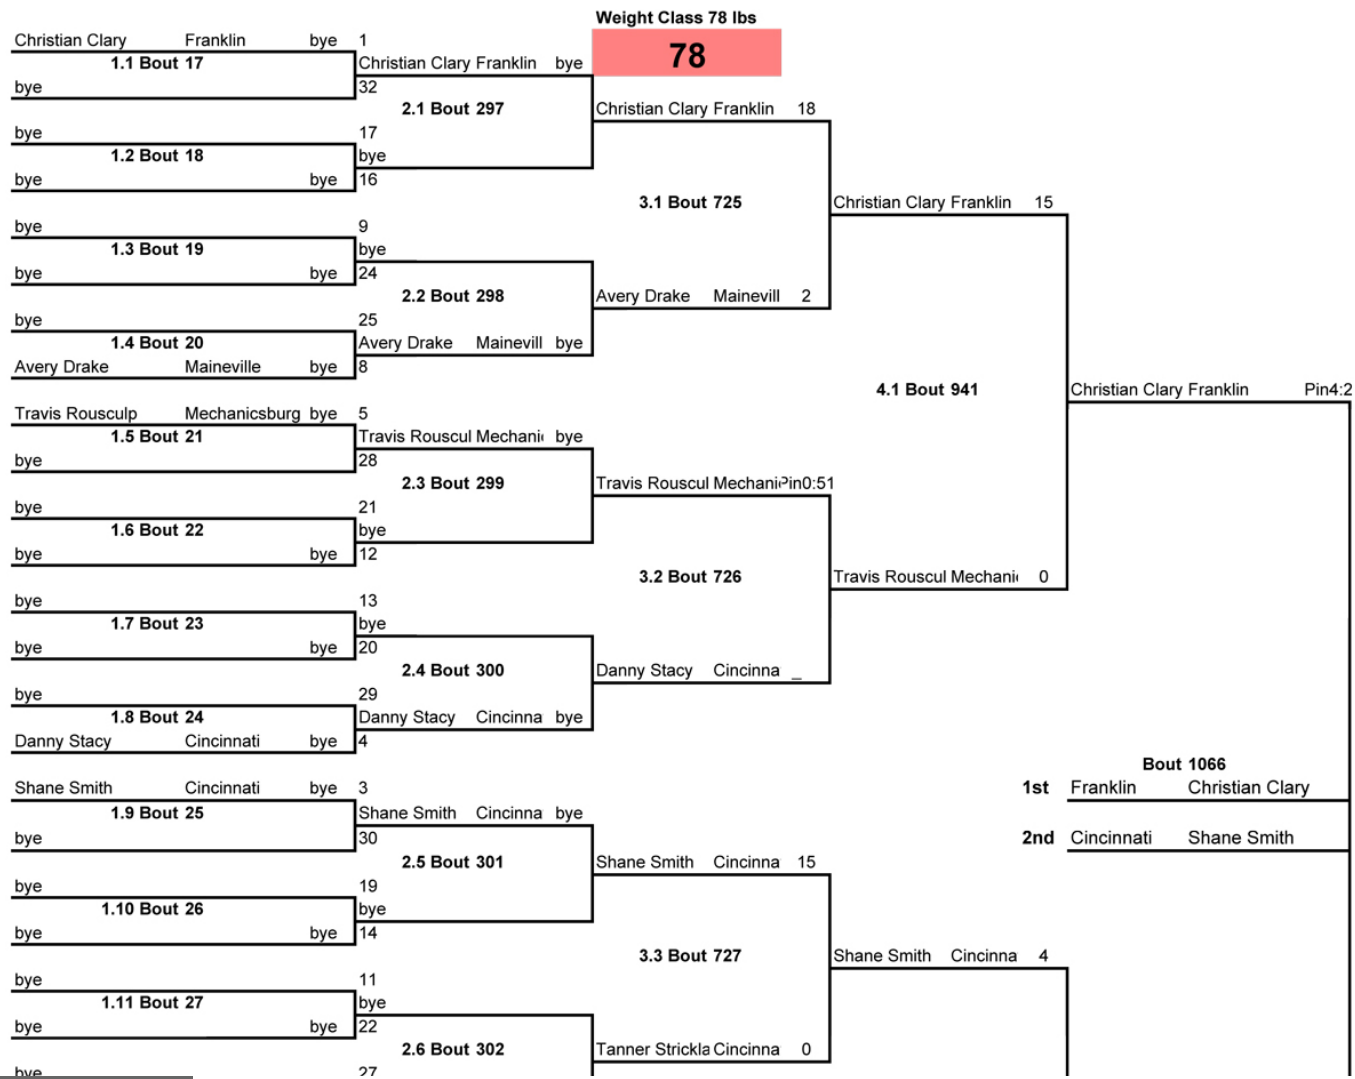 Weight Class 78 lbs
78
Christian Clary Franklin bye 1
1.1 Bout 17
Christian Clary Franklin bye
bye 32
2.1 Bout 297
Christian Clary Franklin 18
bye 17
1.2 Bout 18
bye
bye bye 16
3.1 Bout 725
Christian Clary Franklin 15
bye 9
1.3 Bout 19
bye
bye bye 24
2.2 Bout 298
Avery Drake Mainevill 2
bye 25
1.4 Bout 20
Avery Drake Mainevill bye
Avery Drake Maineville bye 8
4.1 Bout 941
Christian Clary Franklin Pin4:2
Travis Rousculp Mechanicsburg bye 5
1.5 Bout 21
Travis Rouscul Mechani bye
bye 28
2.3 Bout 299
Travis Rouscul Mechani Pin0:51
bye 21
1.6 Bout 22
bye
bye bye 12
3.2 Bout 726
Travis Rouscul Mechani 0
bye 13
1.7 Bout 23
bye
bye bye 20
2.4 Bout 300
Danny Stacy Cincinna _
bye 29
1.8 Bout 24
Danny Stacy Cincinna bye
Danny Stacy Cincinnati bye 4
Bout 1066
1st Franklin Christian Clary
2nd Cincinnati Shane Smith
Shane Smith Cincinnati bye 3
1.9 Bout 25
Shane Smith Cincinna bye
bye 30
2.5 Bout 301
Shane Smith Cincinna 15
bye 19
1.10 Bout 26
bye
bye bye 14
3.3 Bout 727
Shane Smith Cincinna 4
bye 11
1.11 Bout 27
bye
bye bye 22
2.6 Bout 302
Tanner Strickla Cincinna 0
bye 27